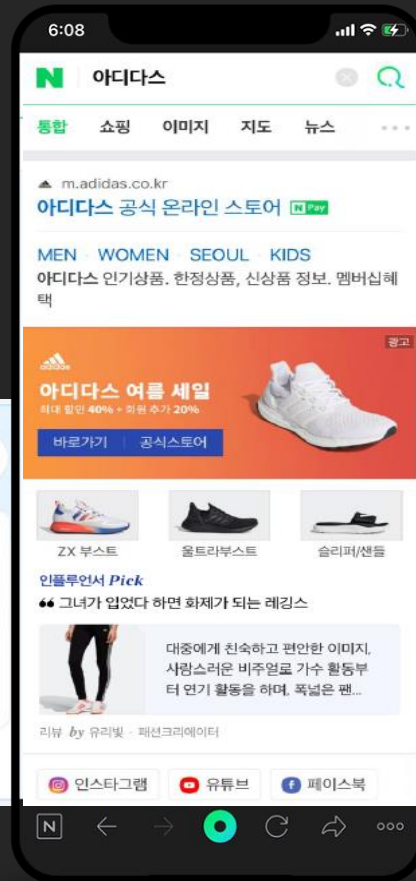 6:08
N 아디다스
통합 쇼핑 이미지 지도 뉴스
m.adidas.co.kr
아디다스 공식 온라인 스토어 N Pay
MEN · WOMEN · SEOUL · KIDS
아디다스 인기상품. 한정상품, 신상품 정보. 멤버십혜
택
광고
adidas
아디다스 여름 세일
최대 할인 40% + 회원 추가 20%
바로가기 공식스토어
ZX 부스트 울트라부스트 슬리퍼/샌들
인플루언서 Pick
그녀가 입었다 하면 화제가 되는 레깅스
대중에게 친숙하고 편안한 이미지,
사랑스러운 비주얼로 가수 활동부
터 연기 활동을 하며, 폭넓은 팬...
리뷰 by 유리빛 · 패션크리에이터
인스타그램 유튜브 페이스북
N